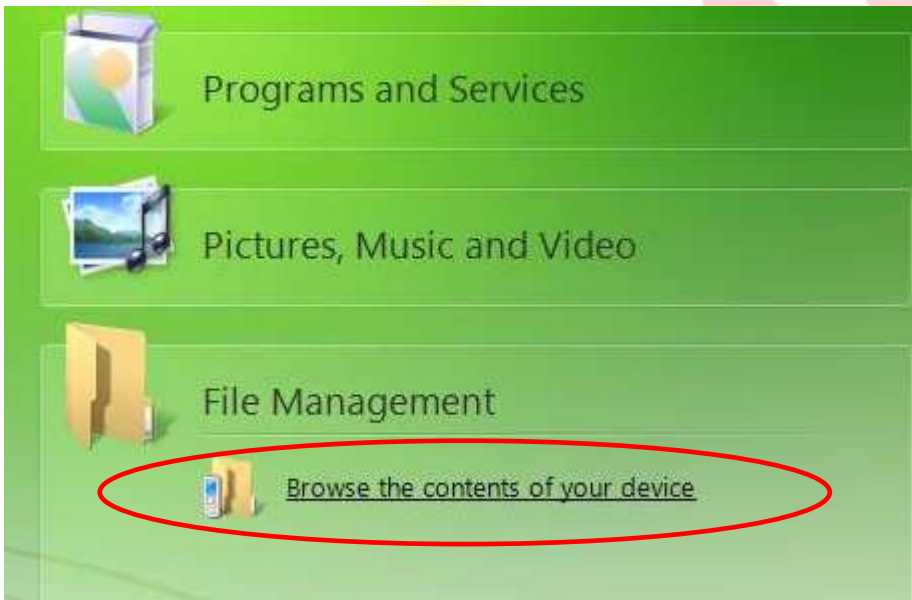 Programs and Services
Pictures, Music and Video
File Management
Browse the contents of your device